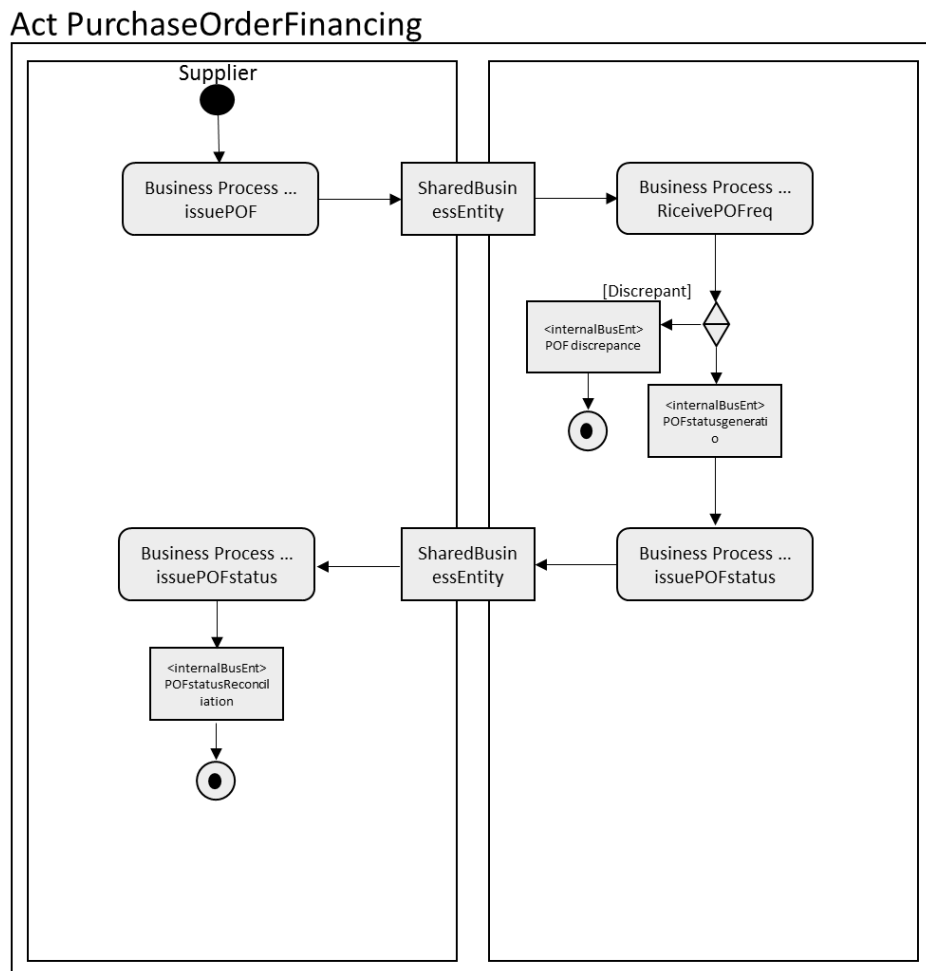 Act PurchaseOrderFinancing
Supplier
Business Process ...
issuePOF
SharedBusin
essEntity
Business Process ...
RiceivePOFreq
[Discrepant]
<internalBusEnt>
POF discrepance
<internalBusEnt>
POFstatusgenerati
o
Business Process ...
issuePOFstatus
SharedBusin
essEntity
Business Process ...
issuePOFstatus
<internalBusEnt>
POFstatusReconcil
iation